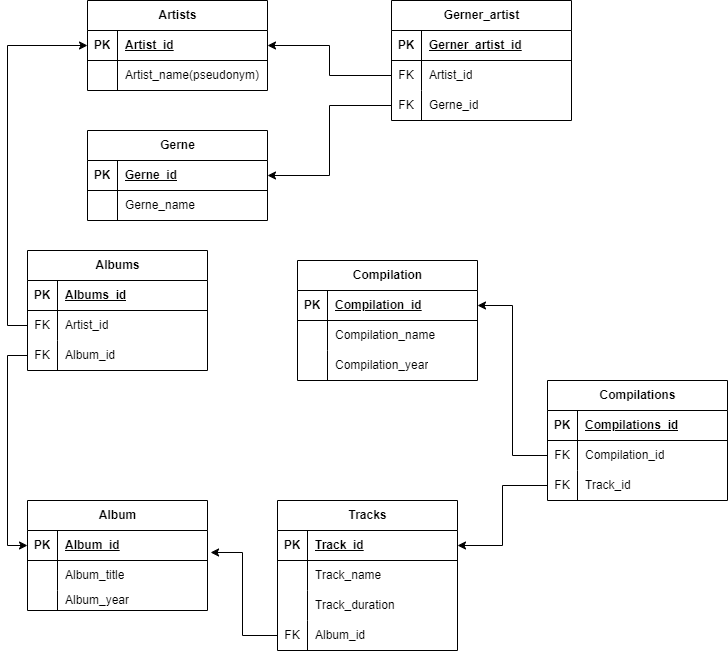 Artists
PK Artist_id
Artist_name(pseudonym)
Gerner_artist
PK Gerner_artist_id
FK Artist_id
FK Gerne_id
Gerne
PK Gerne_id
Gerne_name
Albums
PK Albums_id
FK Artist_id
FK Album_id
Compilation
PK Compilation_id
Compilation_name
Compilation_year
Compilations
PK Compilations_id
FK Compilation_id
FK Track_id
Album
PK Album_id
Album_title
Album_year
Tracks
PK Track_id
Track_name
Track_duration
FK Album_id